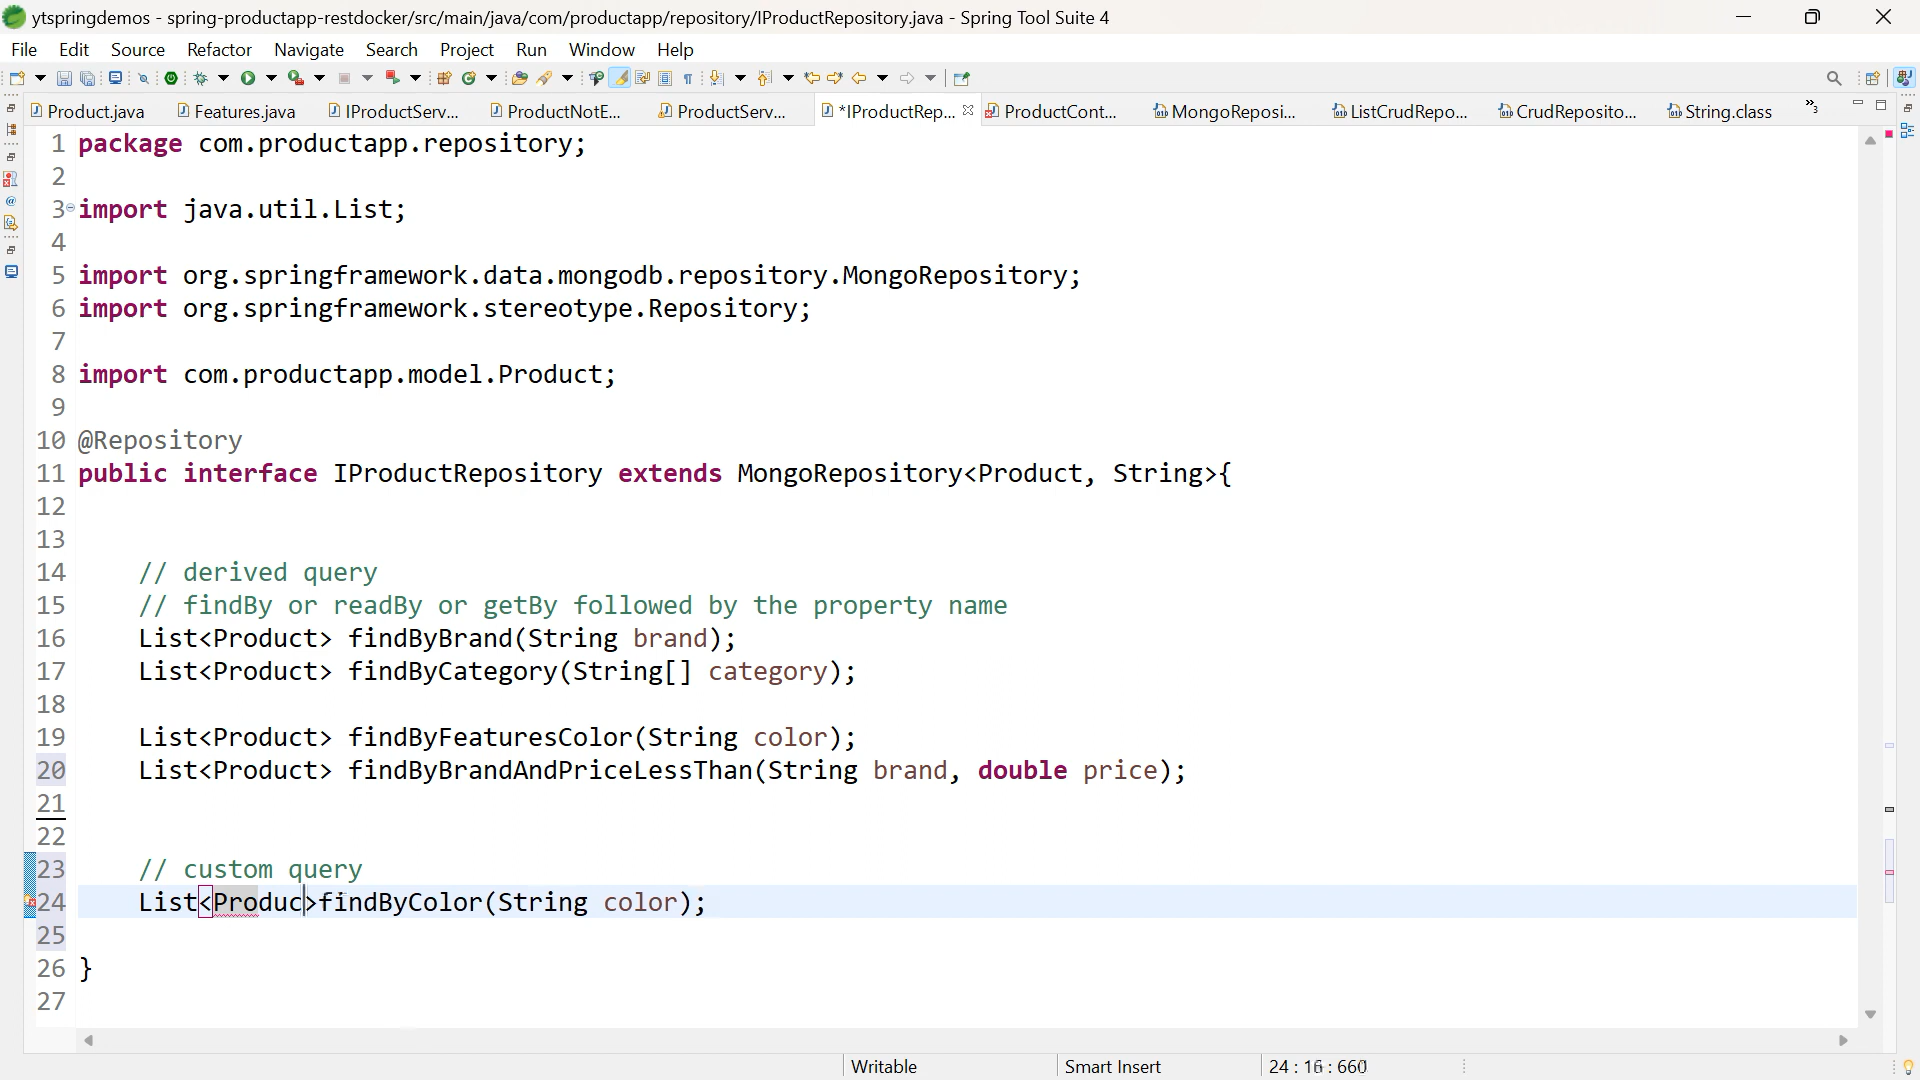 ytspringdemos - spring-productapp-restdocker/src/main/java/com/productapp/repository/IProductRepository.java - Spring Tool Suite 4
File Edit Source Refactor Navigate Search Project Run Window Help
Product.java Features.java IProductServ... ProductNotE... ProductServ... *IProductRep... ProductCont... MongoReposi... ListCrudRepo... CrudReposito... String.class »3
1 package com.productapp.repository;
2
3 import java.util.List;
4
5 import org.springframework.data.mongodb.repository.MongoRepository;
6 import org.springframework.stereotype.Repository;
7
8 import com.productapp.model.Product;
9
10 @Repository
11 public interface IProductRepository extends MongoRepository<Product, String>{
12
13
14 // derived query
15 // findBy or readBy or getBy followed by the property name
16 List<Product> findByBrand(String brand);
17 List<Product> findByCategory(String[] category);
18
19 List<Product> findByFeaturesColor(String color);
20 List<Product> findByBrandAndPriceLessThan(String brand, double price);
21
22
23 // custom query
24 List<Produc>findByColor(String color);
25
26 }
27
Writable Smart Insert